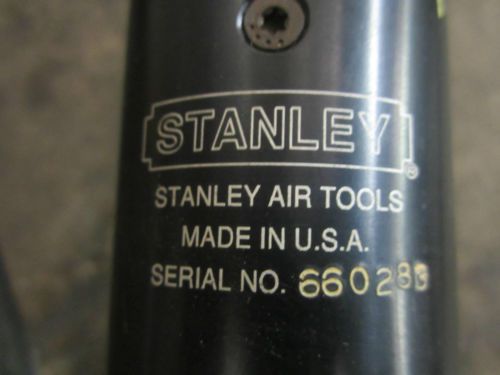 STANLEY®
STANLEY AIR TOOLS
MADE IN U.S.A.
SERIAL NO.